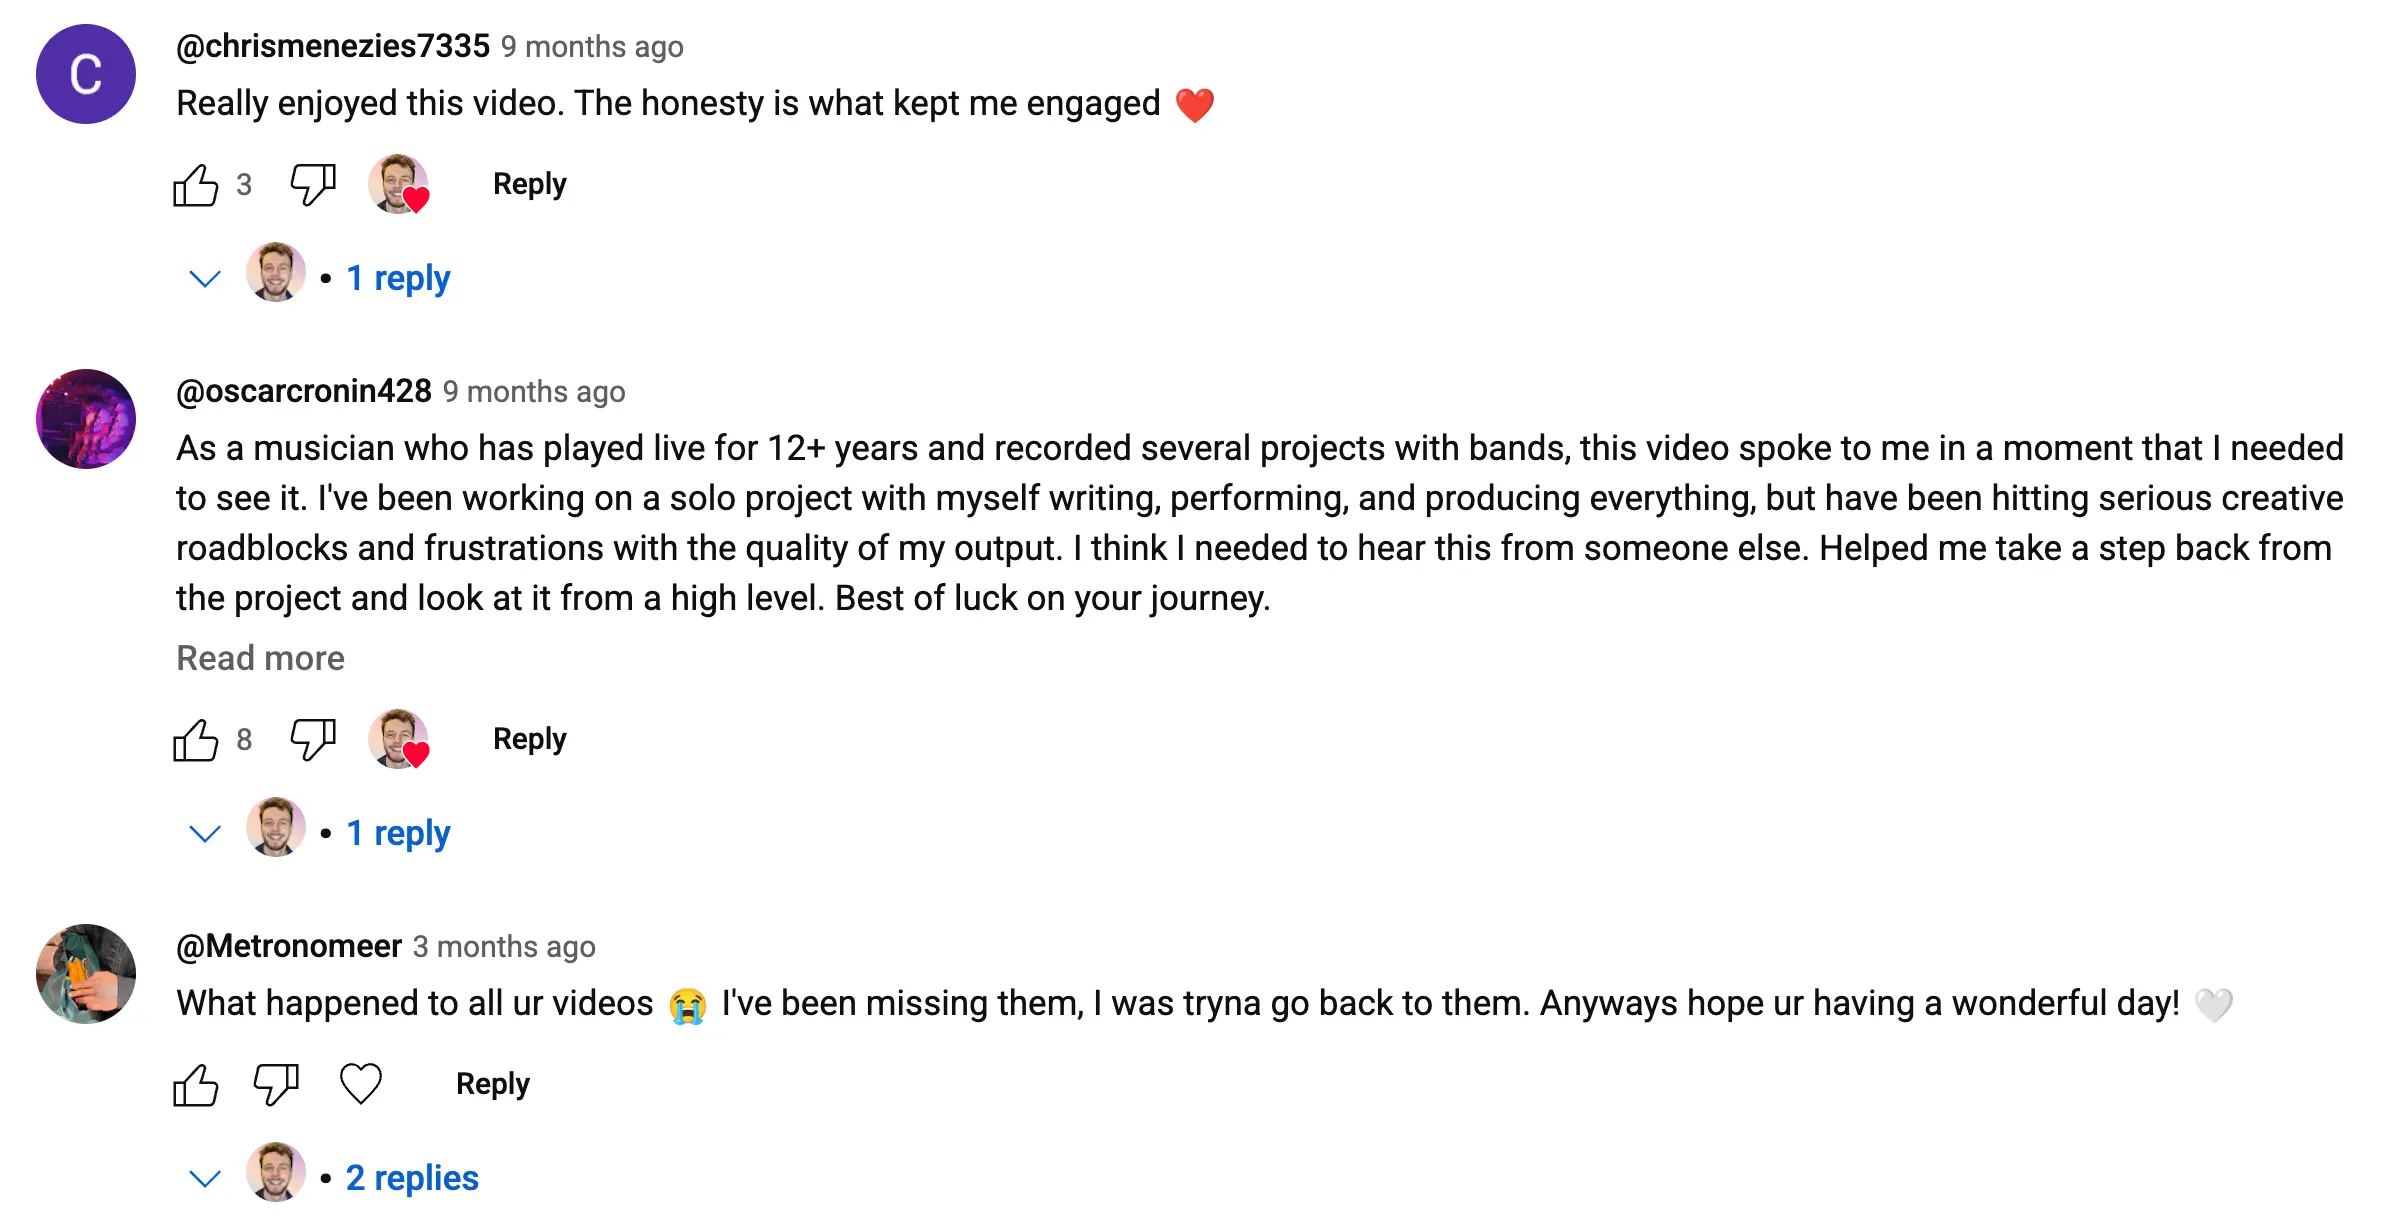 C
@chrismenezies7335 9 months ago
Really enjoyed this video. The honesty is what kept me engaged ❤️
3 Reply
• 1 reply
@oscarcronin428 9 months ago
As a musician who has played live for 12+ years and recorded several projects with bands, this video spoke to me in a moment that I needed
to see it. I've been working on a solo project with myself writing, performing, and producing everything, but have been hitting serious creative
roadblocks and frustrations with the quality of my output. I think I needed to hear this from someone else. Helped me take a step back from
the project and look at it from a high level. Best of luck on your journey.
Read more
8 Reply
• 1 reply
@Metronomeer 3 months ago
What happened to all ur videos 😭 I've been missing them, I was tryna go back to them. Anyways hope ur having a wonderful day! 🤍
Reply
• 2 replies